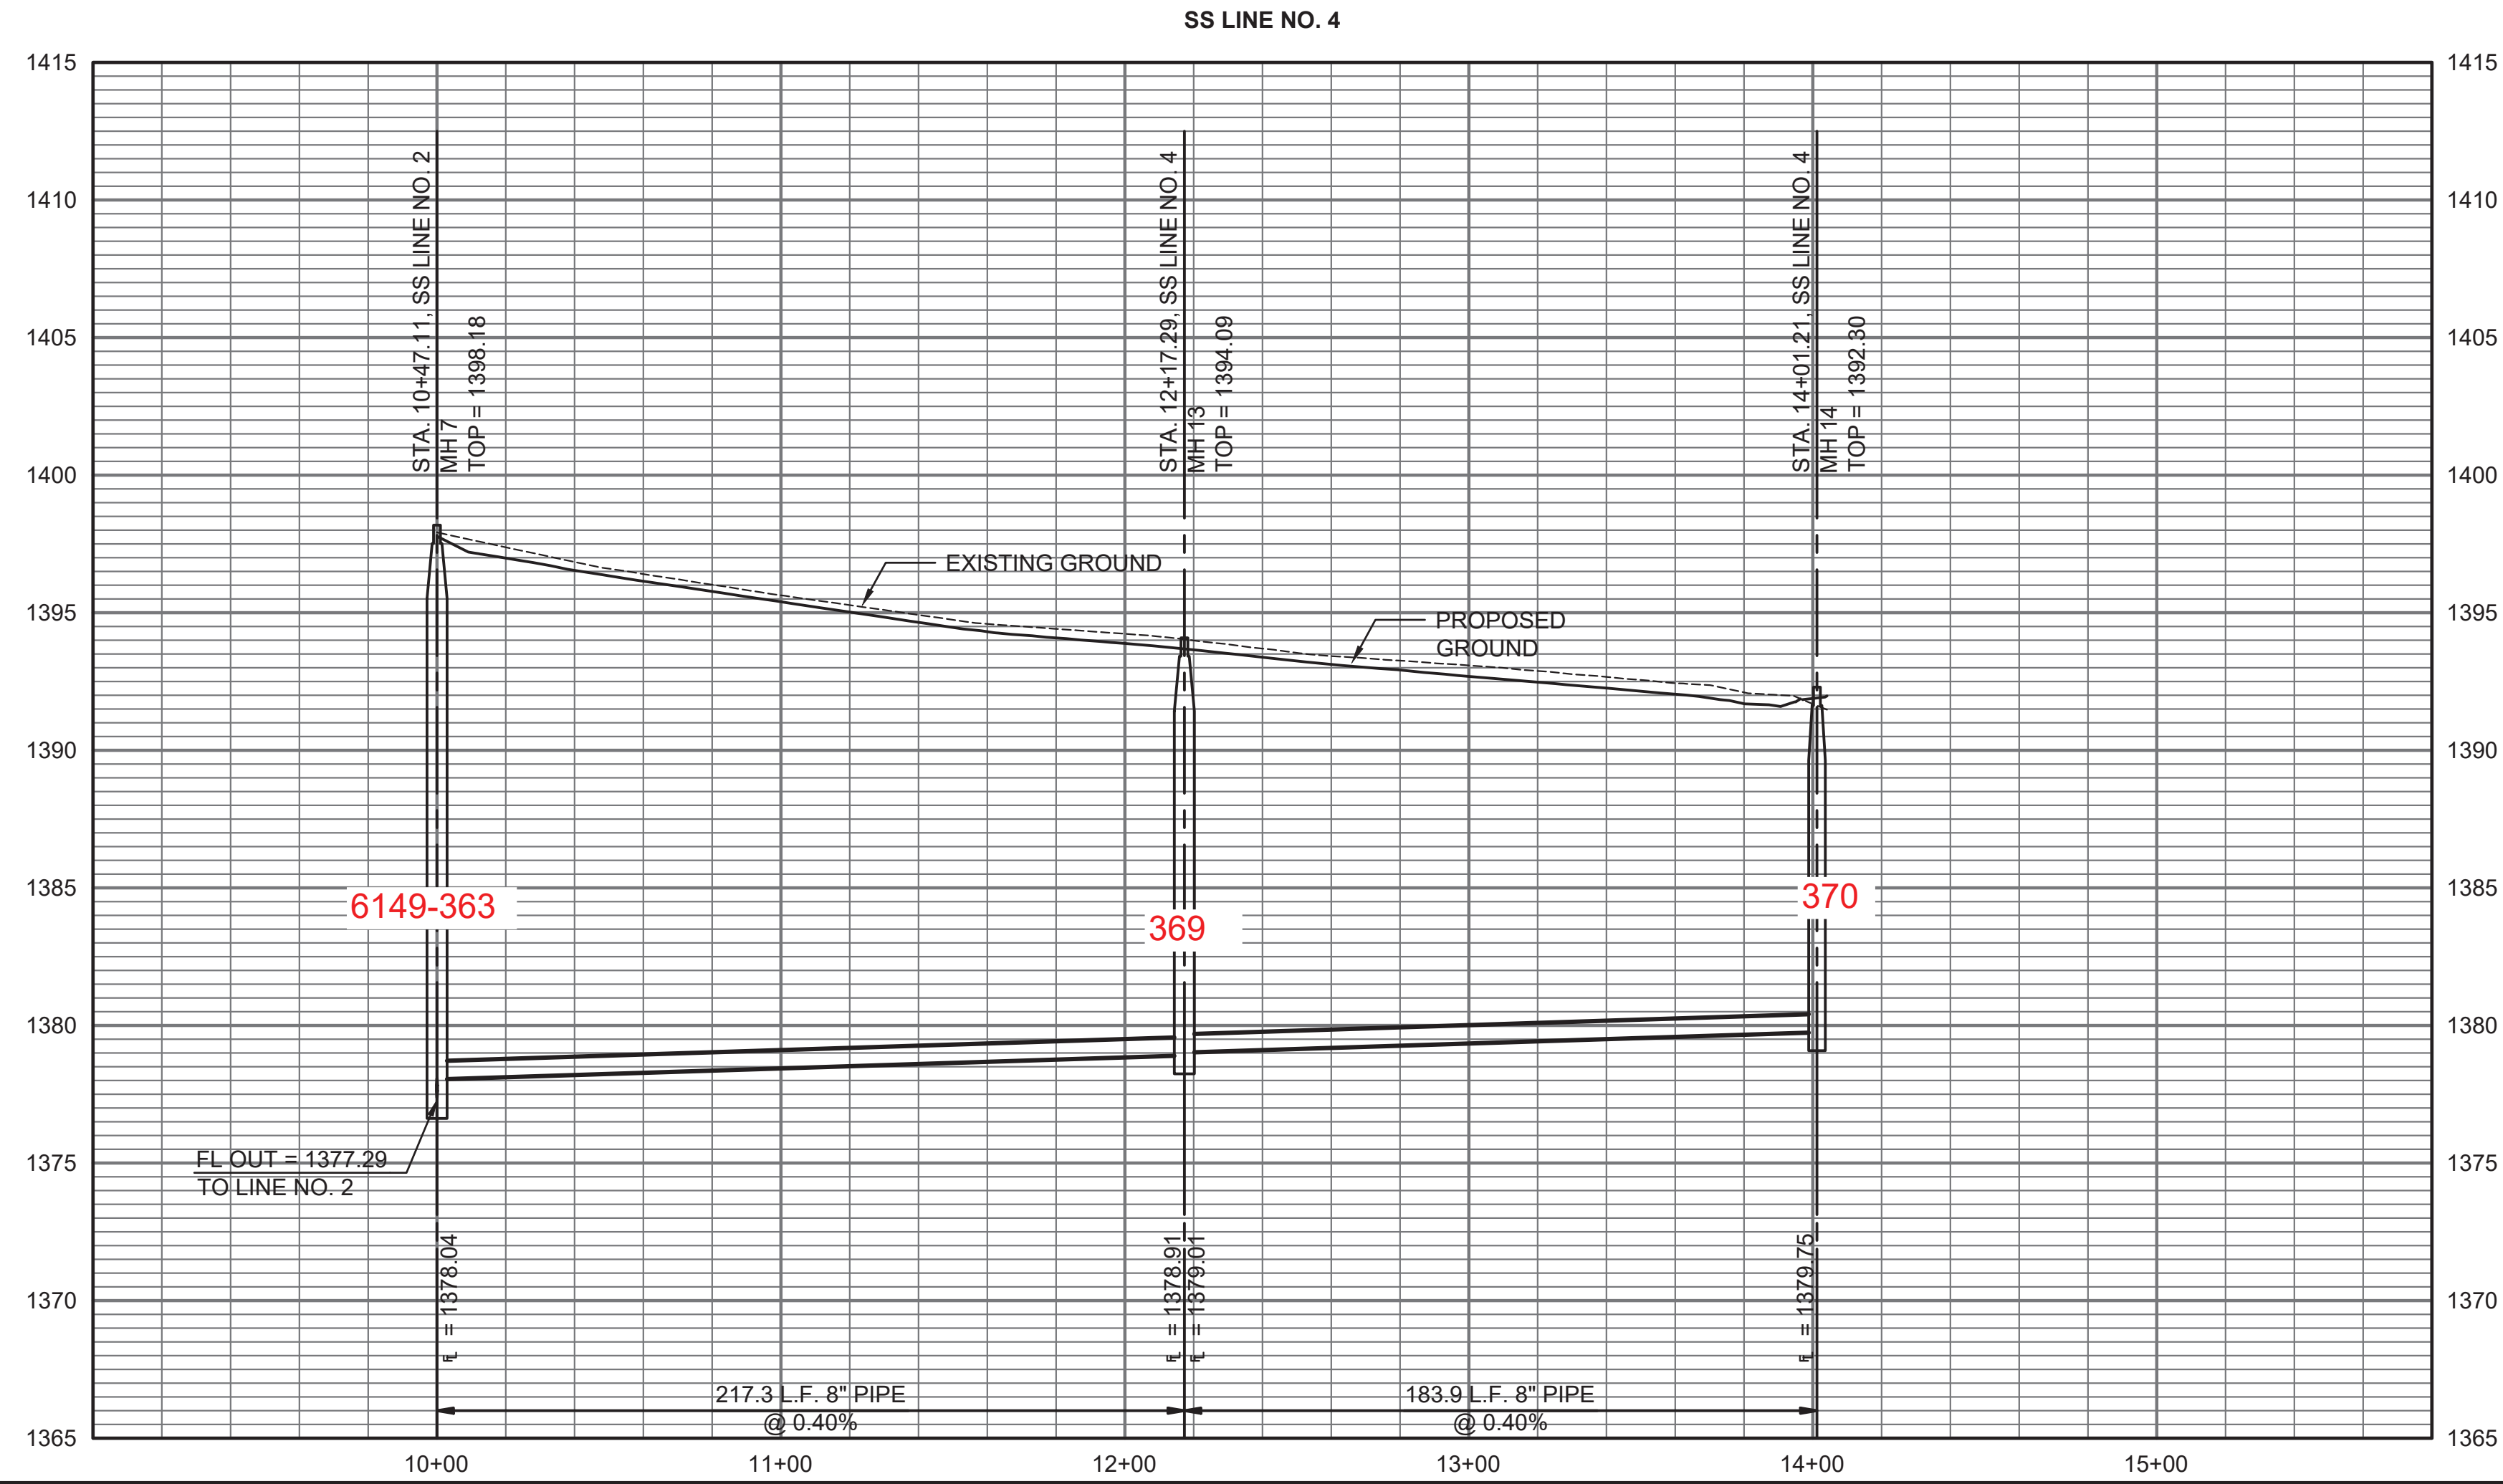 SS LINE NO. 4
1415
1415
1410
1410
1405
1405
1400
1400
1395
1395
1390
1390
1385
1385
1380
1380
1375
1375
1370
1370
1365
1365
STA. 10+47.11, SS LINE NO. 2
MH 7
TOP = 1398.18
STA. 12+17.29, SS LINE NO. 4
MH 13
TOP = 1394.09
STA. 14+01.21, SS LINE NO. 4
MH 14
TOP = 1392.30
EXISTING GROUND
PROPOSED
GROUND
6149-363
369
370
FL OUT = 1377.29
TO LINE NO. 2
FL = 1378.04
FL = 1378.91
FL = 1379.01
FL = 1379.75
217.3 L.F. 8" PIPE
@ 0.40%
183.9 L.F. 8" PIPE
@ 0.40%
10+00
11+00
12+00
13+00
14+00
15+00